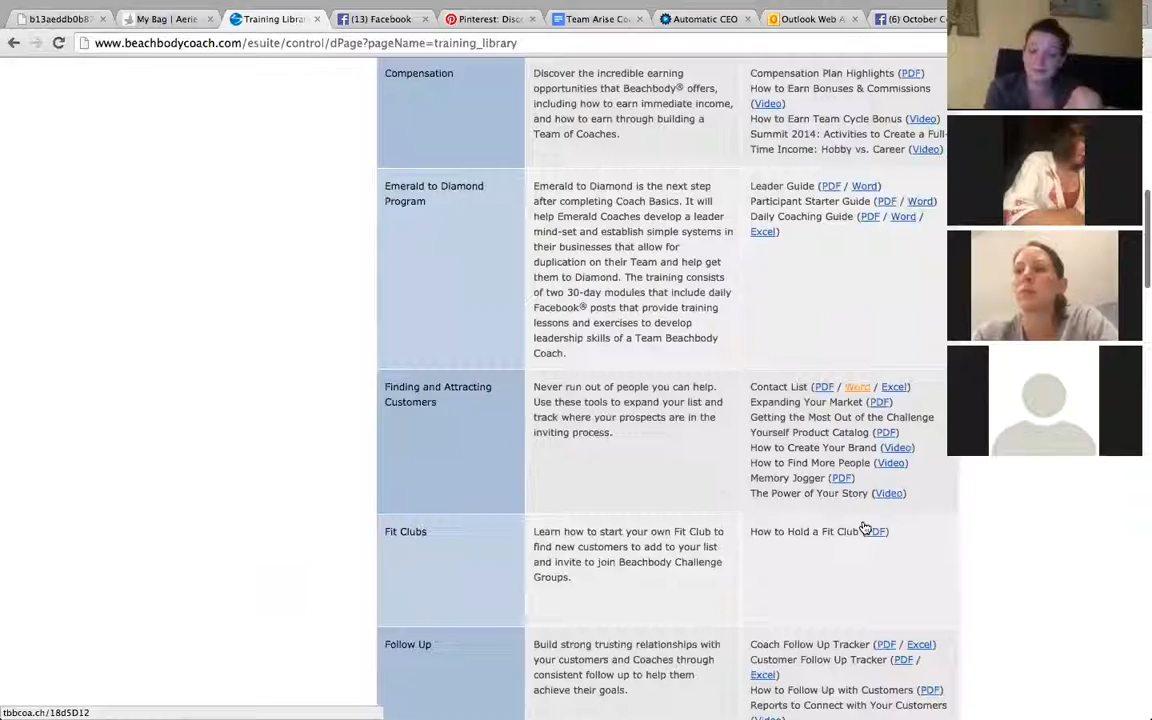 b13aeddb0b8
My Bag | Aerie
Training Libra
(13) Facebook
Pinterest: Disc
Team Arise Co
Automatic CEO
Outlook Web A
(6) October C
www.beachbodycoach.com/esuite/control/dPage?pageName=training_library
Compensation
Discover the incredible earning
opportunities that Beachbody® offers,
including how to earn immediate income,
and how to earn through building a
Team of Coaches.
Compensation Plan Highlights (PDF)
How to Earn Bonuses & Commissions
(Video)
How to Earn Team Cycle Bonus (Video)
Summit 2014: Activities to Create a Full-
Time Income: Hobby vs. Career (Video)
Emerald to Diamond
Program
Emerald to Diamond is the next step
after completing Coach Basics. It will
help Emerald Coaches develop a leader
mind-set and establish simple systems in
their businesses that allow for
duplication on their Team and help get
them to Diamond. The training consists
of two 30-day modules that include daily
Facebook® posts that provide training
lessons and exercises to develop
leadership skills of a Team Beachbody
Coach.
Leader Guide (PDF / Word)
Participant Starter Guide (PDF / Word)
Daily Coaching Guide (PDF / Word /
Excel)
Finding and Attracting
Customers
Never run out of people you can help.
Use these tools to expand your list and
track where your prospects are in the
inviting process.
Contact List (PDF / Word / Excel)
Expanding Your Market (PDF)
Getting the Most Out of the Challenge
Yourself Product Catalog (PDF)
How to Create Your Brand (Video)
How to Find More People (Video)
Memory Jogger (PDF)
The Power of Your Story (Video)
Fit Clubs
Learn how to start your own Fit Club to
find new customers to add to your list
and invite to join Beachbody Challenge
Groups.
How to Hold a Fit Club (PDF)
Follow Up
Build strong trusting relationships with
your customers and Coaches through
consistent follow up to help them
achieve their goals.
Coach Follow Up Tracker (PDF / Excel)
Customer Follow Up Tracker (PDF /
Excel)
How to Follow Up with Customers (PDF)
Reports to Connect with Your Customers
(Video)
tbbcoa.ch/18d5D12